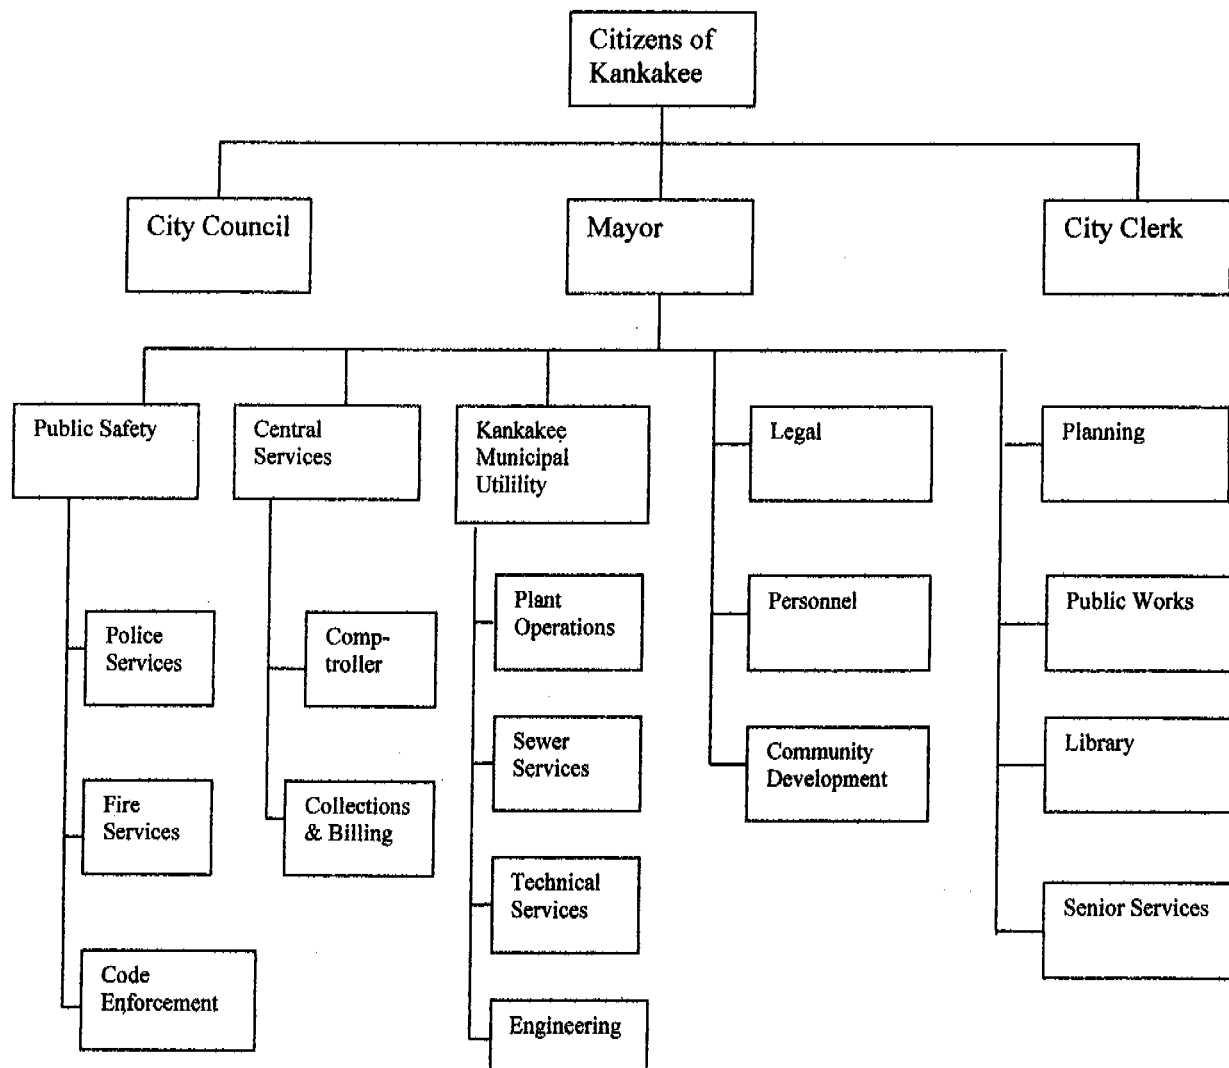 Citizens of
Kankakee
City Council
Mayor
City Clerk
Public Safety
Central
Services
Kankakee
Municipal
Utilility
Legal
Planning
Police
Services
Comp-
troller
Plant
Operations
Personnel
Public Works
Fire
Services
Collections
& Billing
Sewer
Services
Community
Development
Library
Code
Enforcement
Technical
Services
Senior Services
Engineering